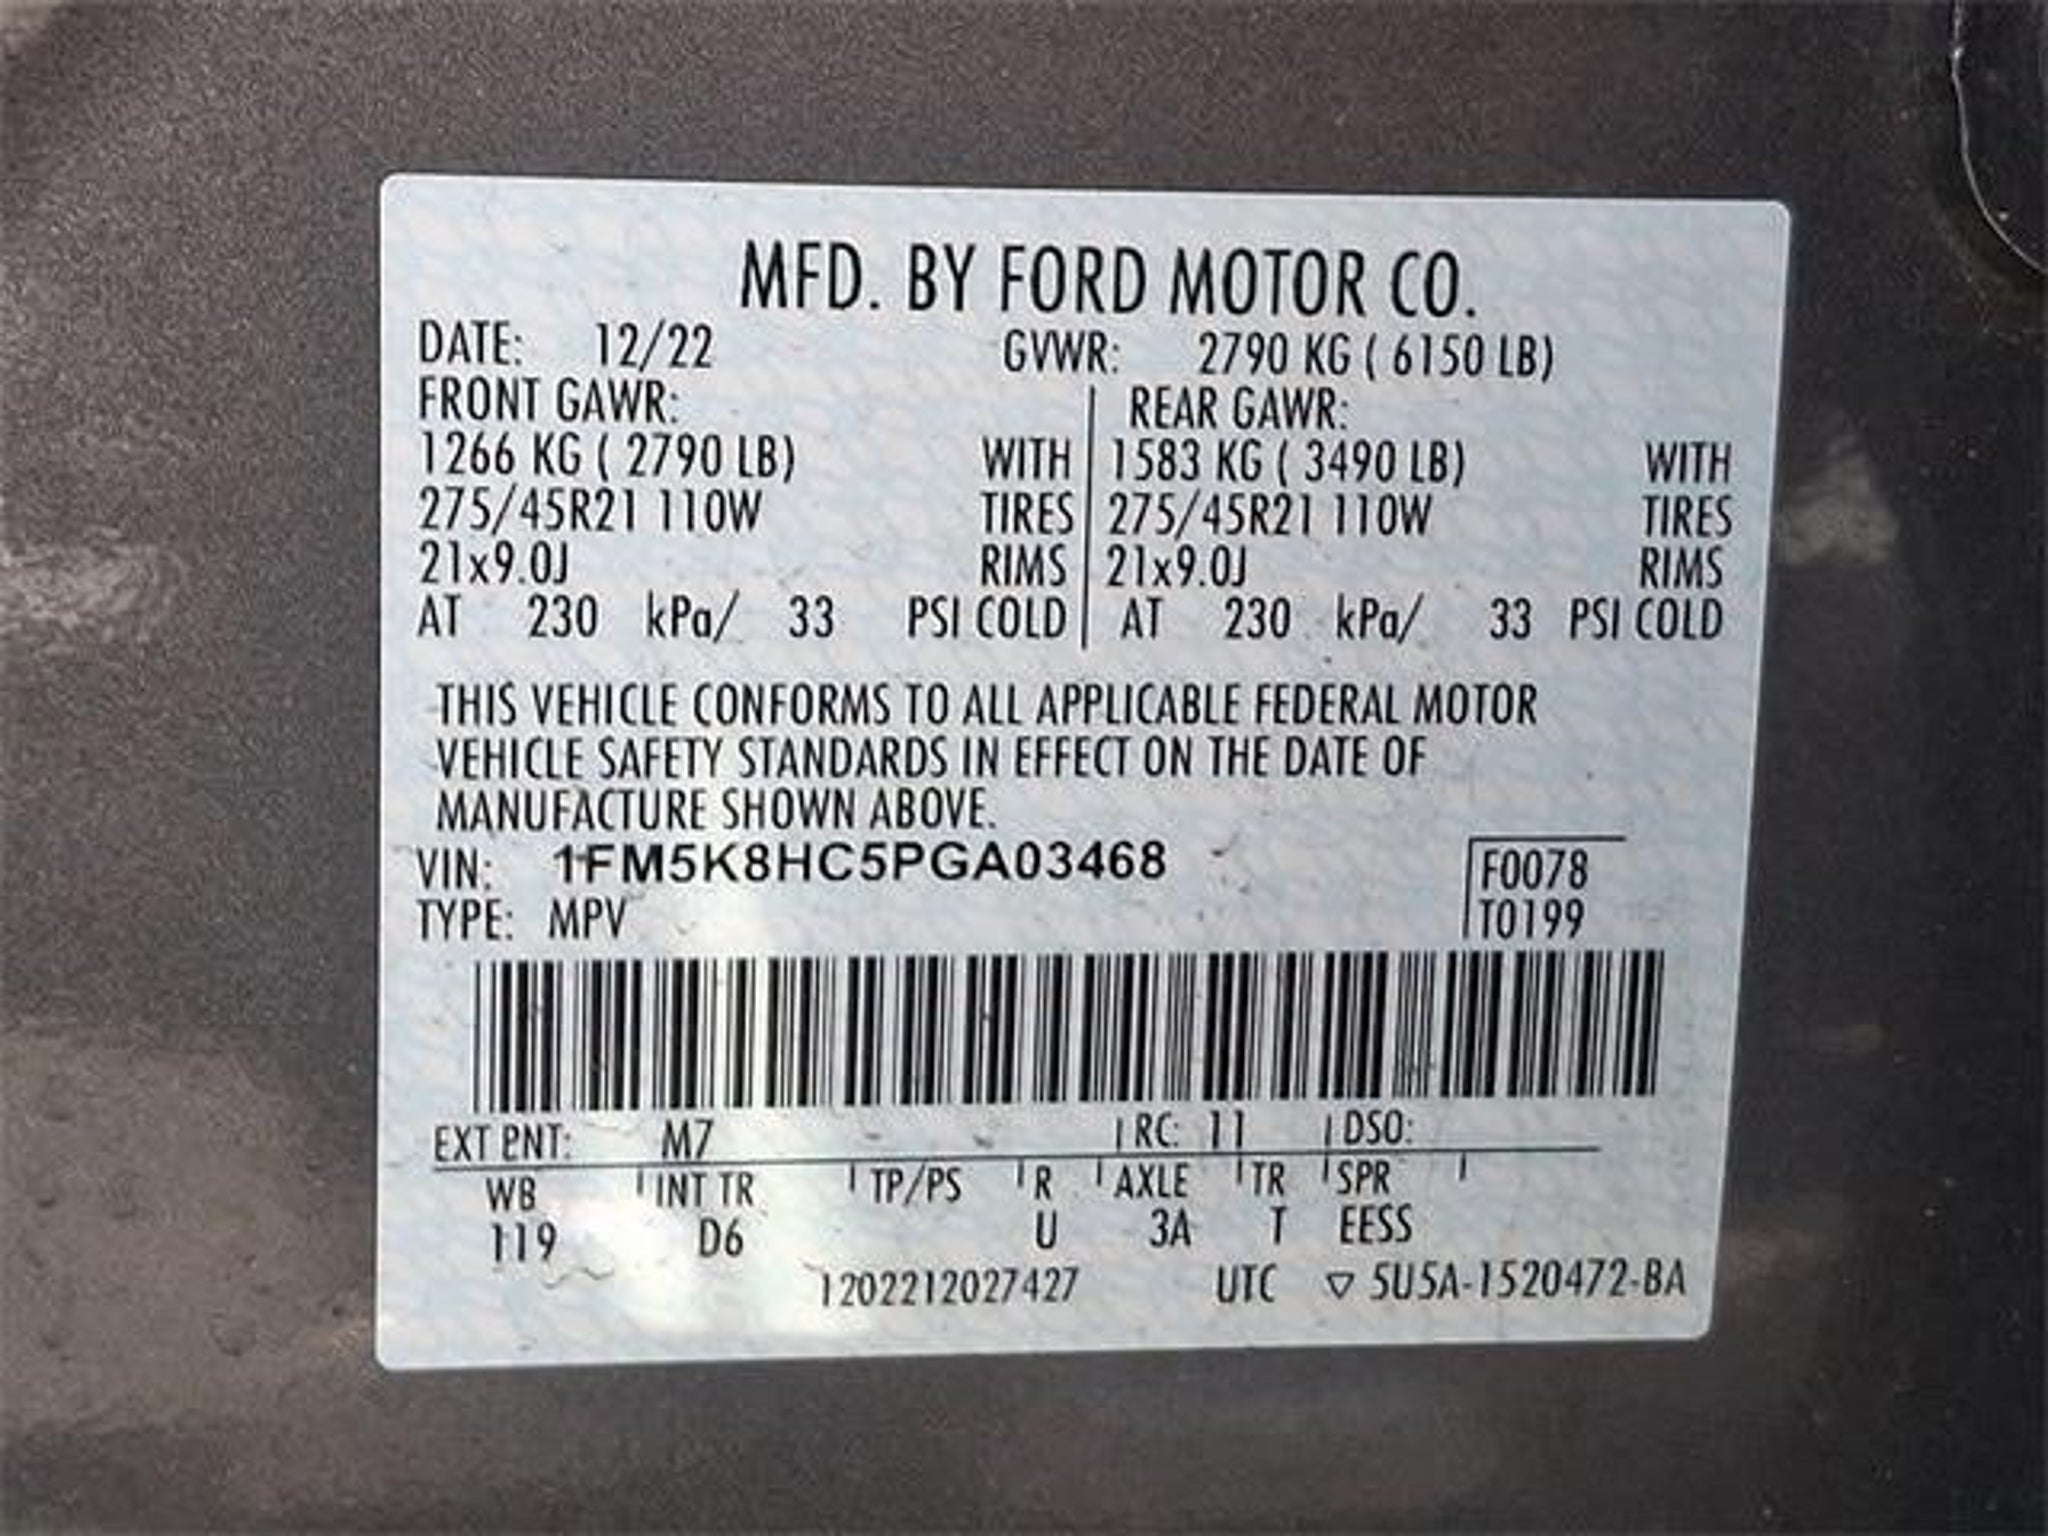 MFD. BY FORD MOTOR CO.
DATE: 12/22 GVWR: 2790 KG ( 6150 LB)
FRONT GAWR: REAR GAWR:
1266 KG ( 2790 LB) WITH 1583 KG ( 3490 LB) WITH
275/45R21 110W TIRES 275/45R21 110W TIRES
21x9.0J RIMS 21x9.0J RIMS
AT 230 kPa/ 33 PSI COLD AT 230 kPa/ 33 PSI COLD
THIS VEHICLE CONFORMS TO ALL APPLICABLE FEDERAL MOTOR
VEHICLE SAFETY STANDARDS IN EFFECT ON THE DATE OF
MANUFACTURE SHOWN ABOVE.
VIN: 1FM5K8HC5PGA03468 F0078
TYPE: MPV T0199
EXT PNT: M7 RC: 11 DSO:
WB INT TR TP/PS R AXLE TR SPR
119 D6 U 3A T EESS
1202212027427 UTC ▽ 5U5A-1520472-BA